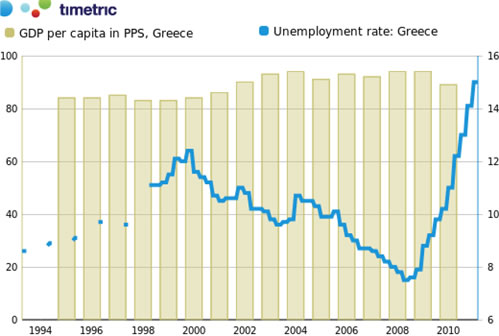 timetric
GDP per capita in PPS, Greece
Unemployment rate: Greece
100 16
80 14
60 12
40 10
20 8
0 6
1994 1996 1998 2000 2002 2004 2006 2008 2010